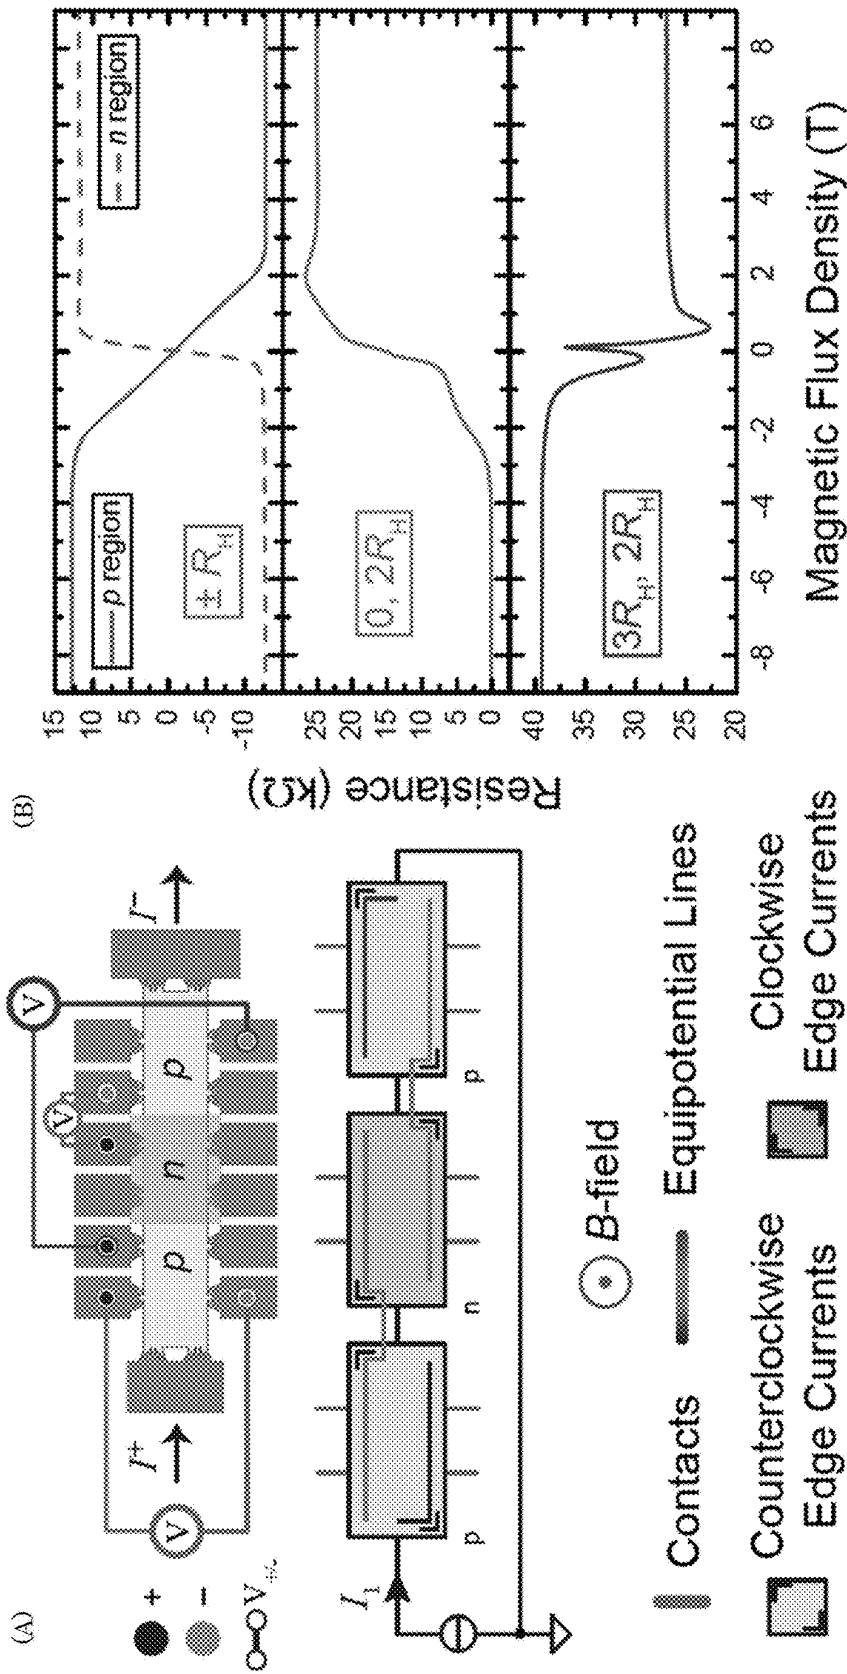 (A)
+
−
V+/-
I+
I−
V
V
V
p
n
p
I1
p
n
p
B-field
Contacts
Equipotential Lines
Counterclockwise
Edge Currents
Clockwise
Edge Currents
(B)
Resistance (kΩ)
15
10
5
0
-5
-10
p region
n region
± RH
25
20
15
10
5
0
0, 2RH
40
35
30
25
20
3RH, 2RH
-8
-6
-4
-2
0
2
4
6
8
Magnetic Flux Density (T)